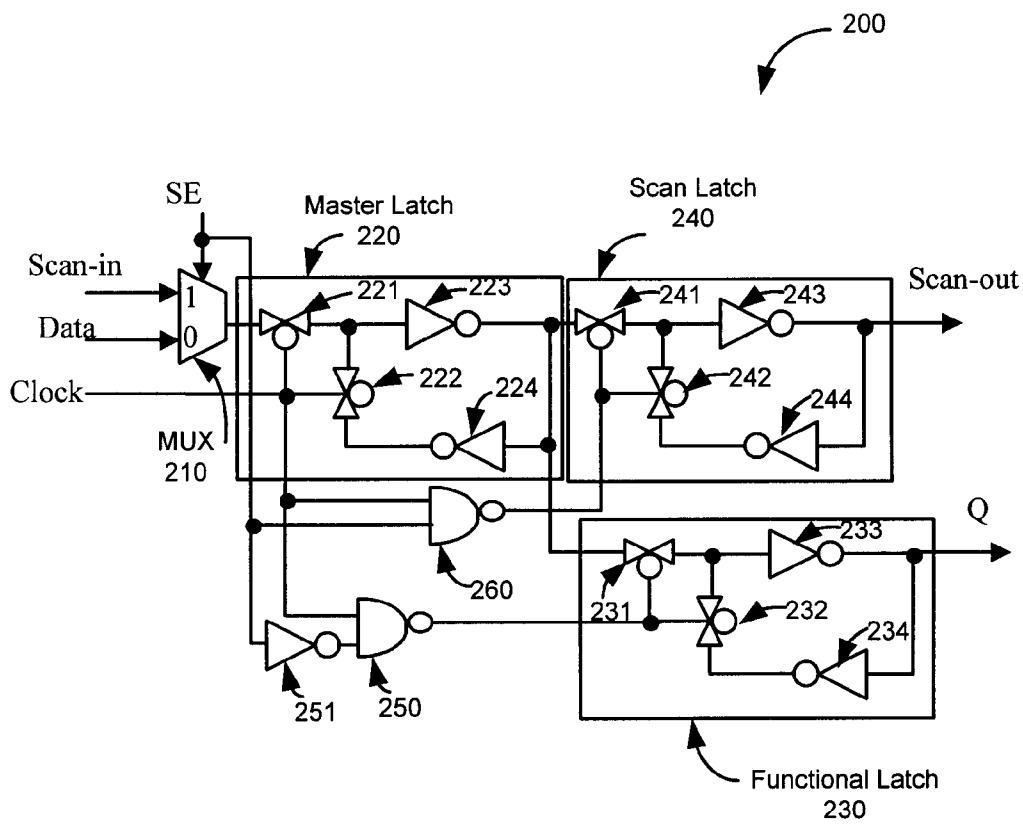 200
SE
Master Latch
220
Scan Latch
240
Scan-in
1
221
223
241
243
Scan-out
Data
0
Clock
222
224
242
244
MUX
210
Q
260
231
233
232
234
251
250
Functional Latch
230